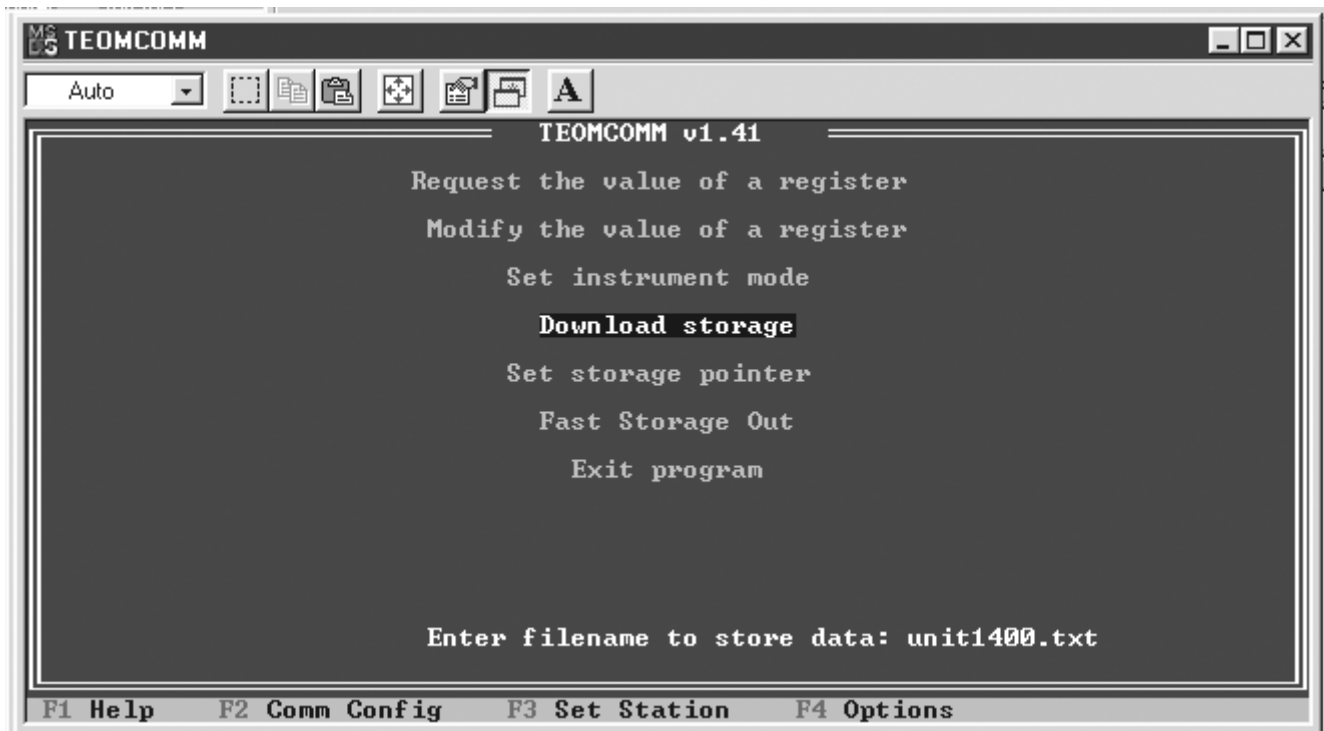 TEOMCOMM
Auto
A
TEOMCOMM v1.41
Request the value of a register
Modify the value of a register
Set instrument mode
Download storage
Set storage pointer
Fast Storage Out
Exit program
Enter filename to store data: unit1400.txt
F1 Help F2 Comm Config F3 Set Station F4 Options